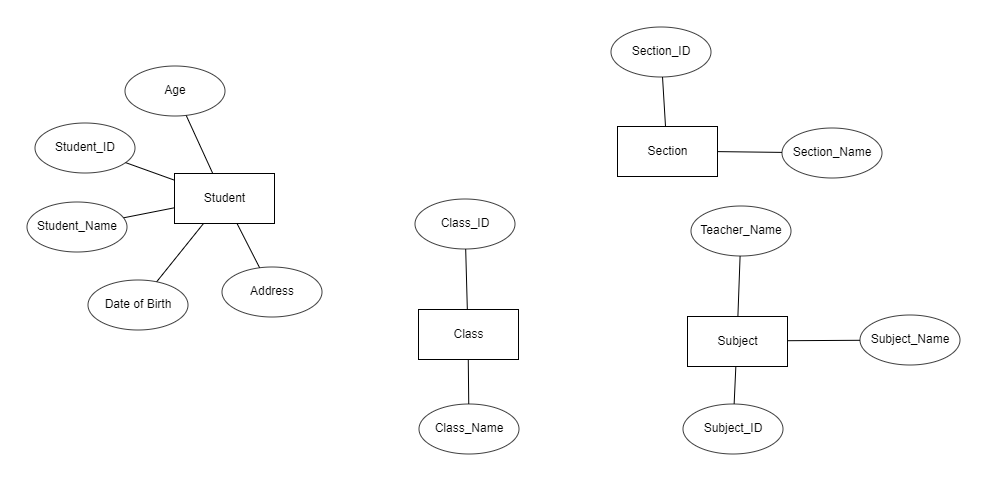 Section_ID
Age
Student_ID
Section
Section_Name
Student
Student_Name
Class_ID
Teacher_Name
Date of Birth
Address
Class
Subject
Subject_Name
Class_Name
Subject_ID